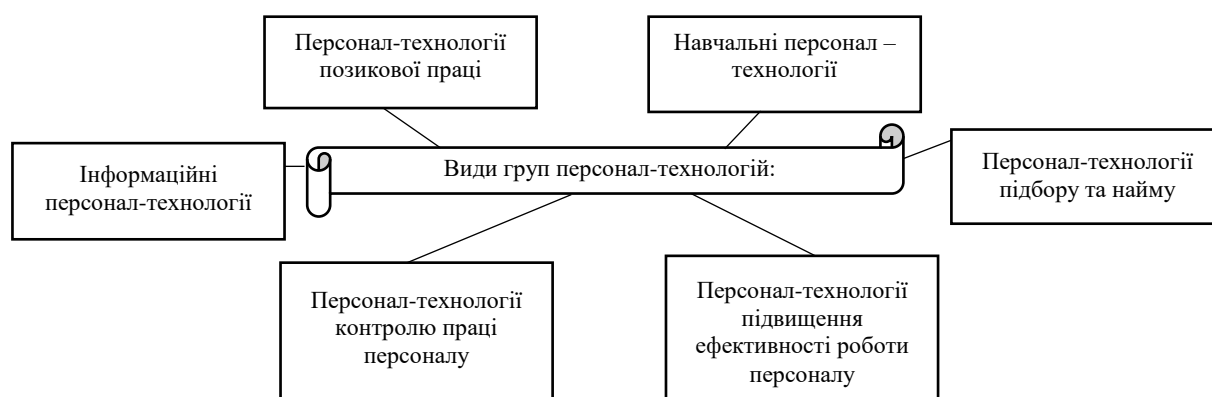 Персонал-технології
позикової праці
Навчальні персонал –
технології
Інформаційні
персонал-технології
Види груп персонал-технологій:
Персонал-технології
підбору та найму
Персонал-технології
контролю праці
персоналу
Персонал-технології
підвищення
ефективності роботи
персоналу